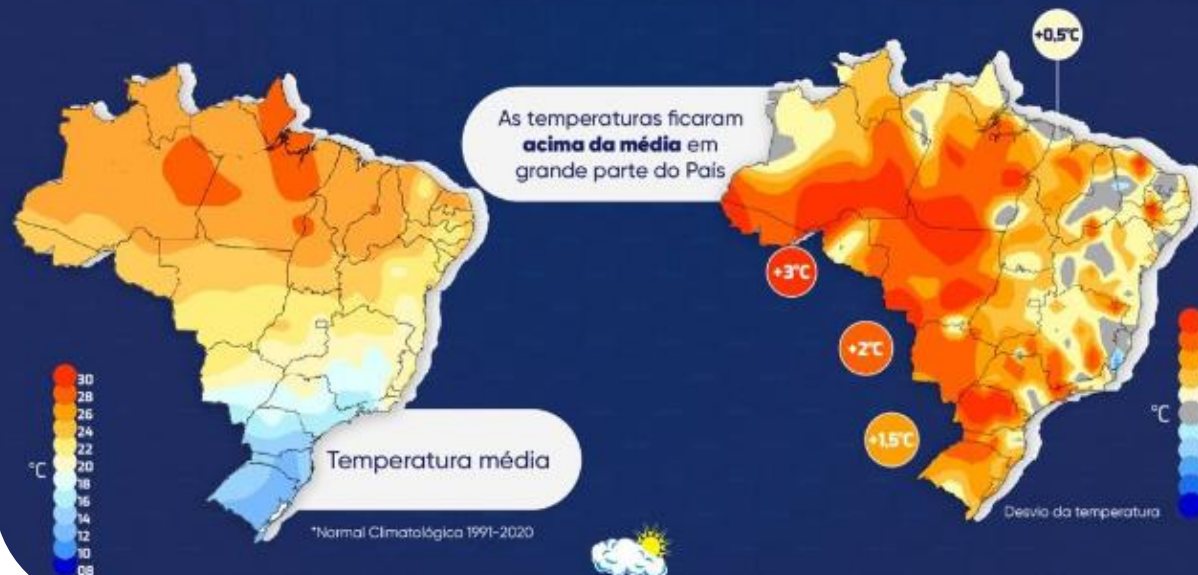 +0,5°C
As temperaturas ficaram
acima da média em
grande parte do País
+3°C
+2°C
+1,5°C
30
28
26
24
22
20
18
16
14
12
10
08
°C
Temperatura média
*Normal Climatológica 1991-2020
°C
Desvio da temperatura